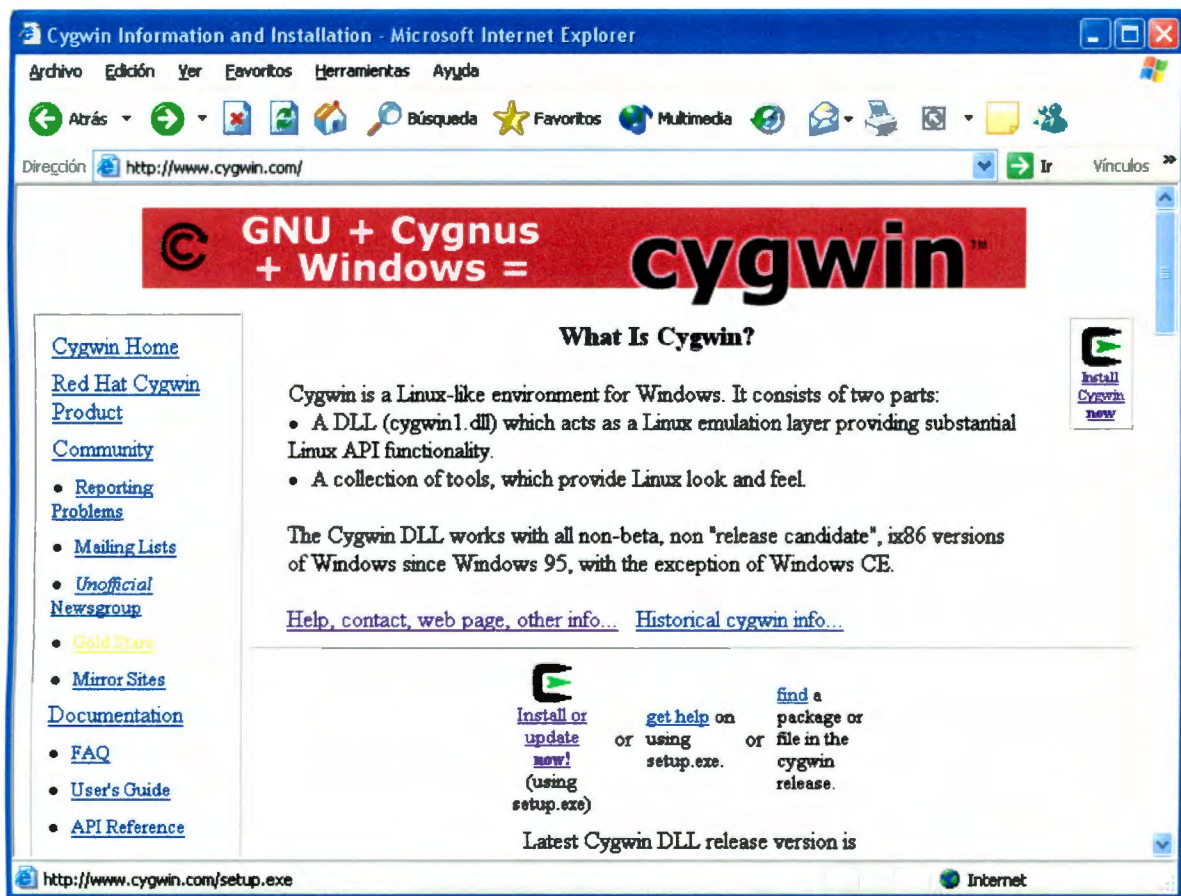 Cygwin Information and Installation - Microsoft Internet Explorer
Archivo Edición Ver Favoritos Herramientas Ayuda
Atrás Búsqueda Favoritos Multimedia
Dirección http://www.cygwin.com/ Ir Vínculos »
GNU + Cygnus
+ Windows =
cygwin™
Cygwin Home
Red Hat Cygwin
Product
Community
• Reporting
Problems
• Mailing Lists
• Unofficial
Newsgroup
• Gold Stars
• Mirror Sites
Documentation
• FAQ
• User's Guide
• API Reference
What Is Cygwin?
Cygwin is a Linux-like environment for Windows. It consists of two parts:
• A DLL (cygwin1.dll) which acts as a Linux emulation layer providing substantial
Linux API functionality.
• A collection of tools, which provide Linux look and feel.
The Cygwin DLL works with all non-beta, non "release candidate", ix86 versions
of Windows since Windows 95, with the exception of Windows CE.
Help, contact, web page, other info... Historical cygwin info...
Install
Cygwin
now
Install or
update
now!
(using
setup.exe)
or
get help on
using
setup.exe.
or
find a
package or
file in the
cygwin
release.
Latest Cygwin DLL release version is
http://www.cygwin.com/setup.exe Internet